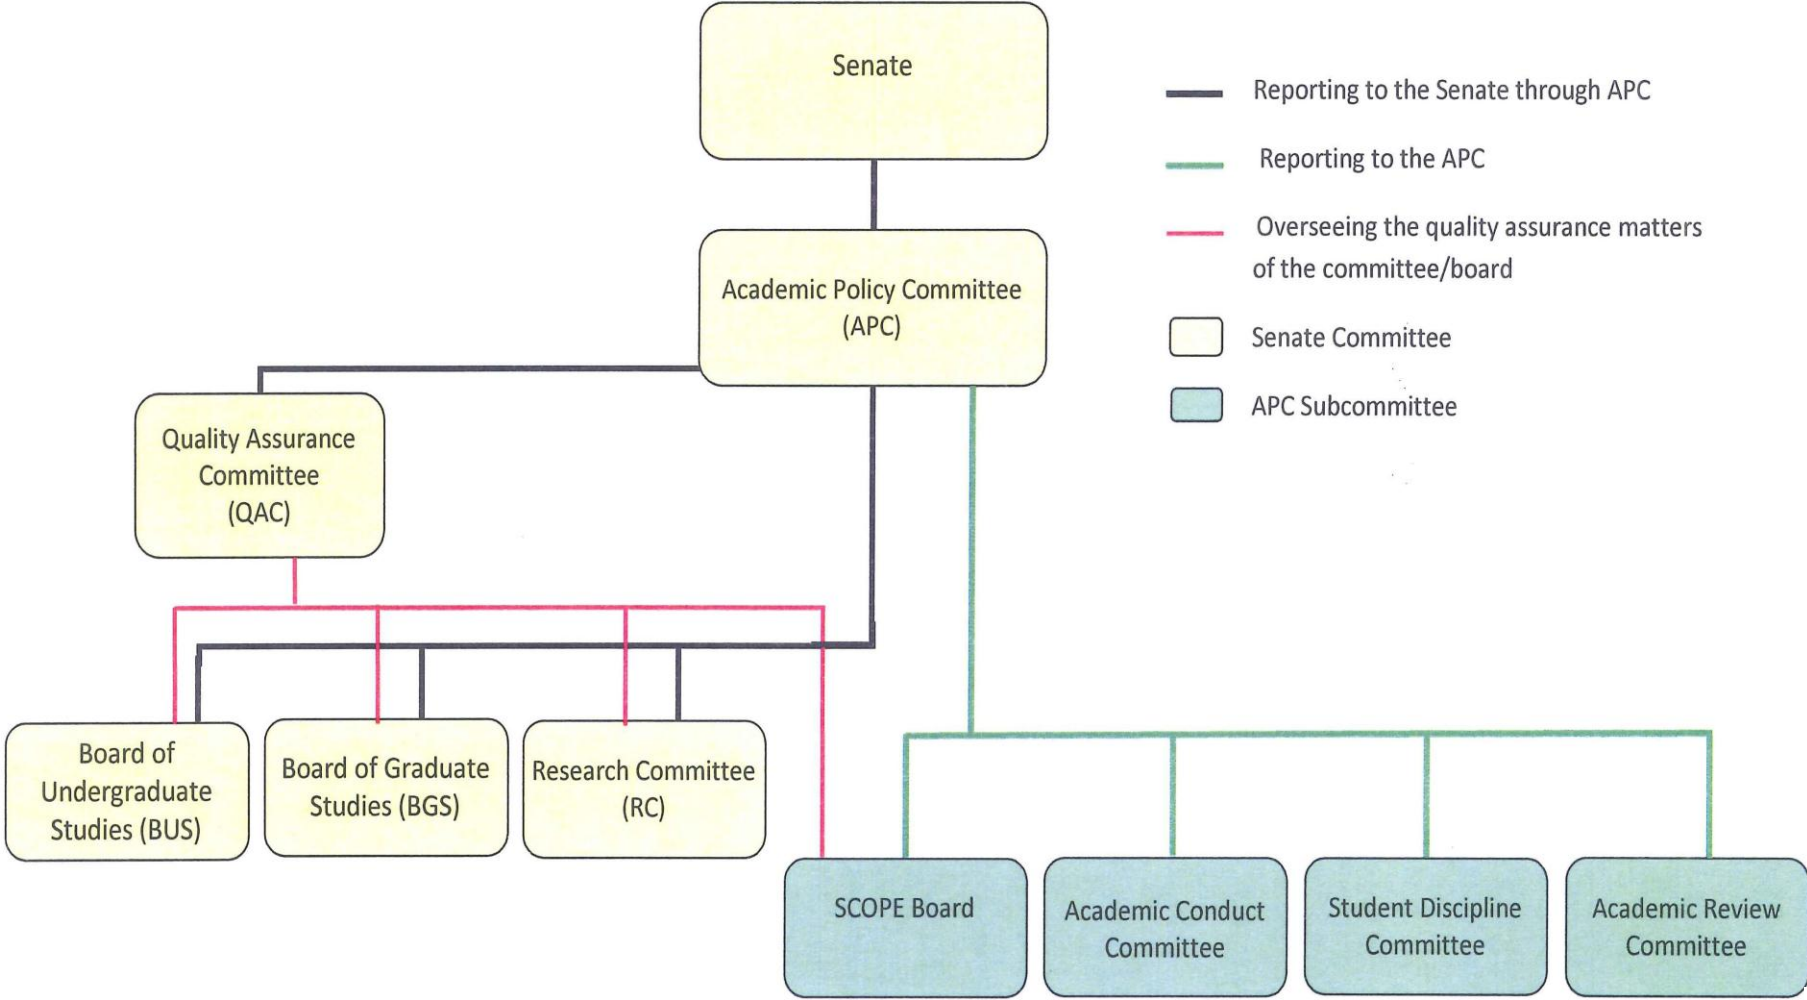 Senate
Reporting to the Senate through APC
Reporting to the APC
Overseeing the quality assurance matters
of the committee/board
Senate Committee
APC Subcommittee
Academic Policy Committee
(APC)
Quality Assurance
Committee
(QAC)
Board of
Undergraduate
Studies (BUS)
Board of Graduate
Studies (BGS)
Research Committee
(RC)
SCOPE Board
Academic Conduct
Committee
Student Discipline
Committee
Academic Review
Committee